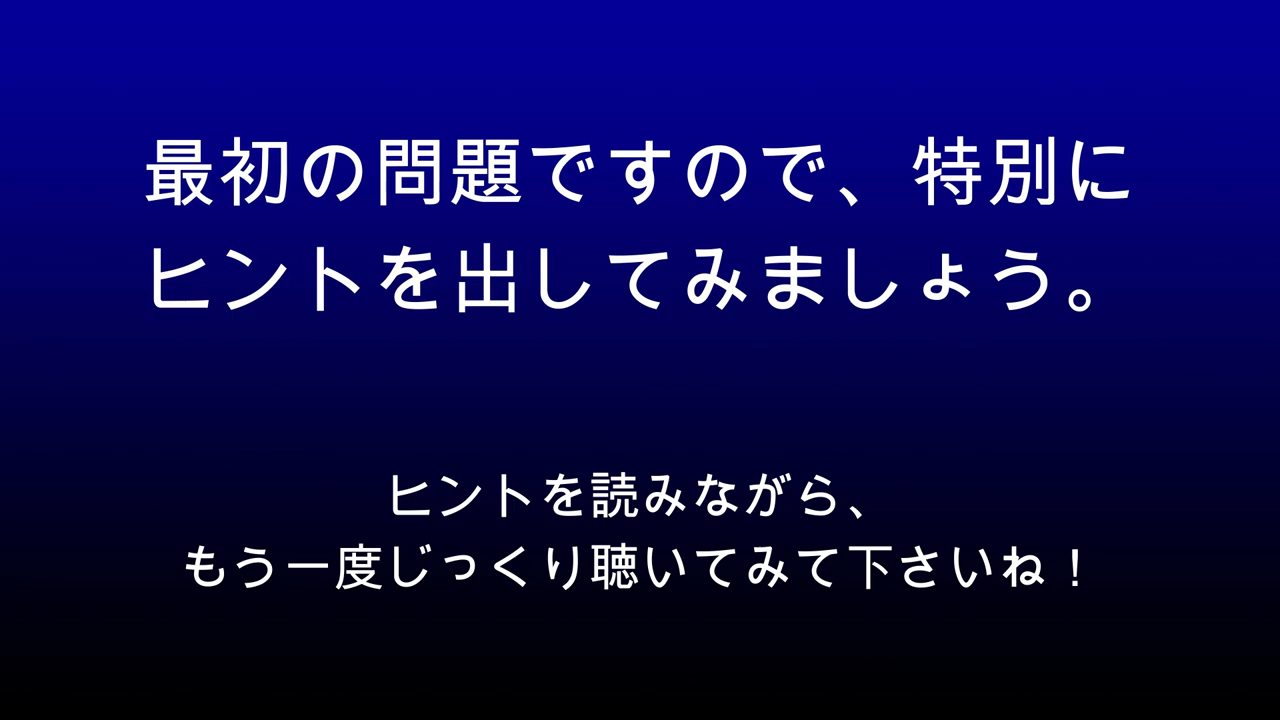 最初の問題ですので、特別に
ヒントを出してみましょう。
ヒントを読みながら、
もう一度じっくり聴いてみて下さいね！